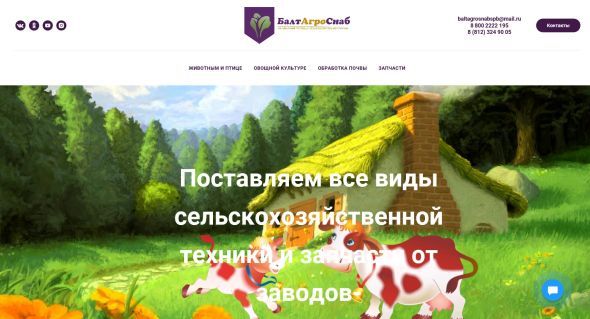 БалтАгроСнаб
baltagrosnabspb@mail.ru
8 800 2222 195
8 (812) 324 90 05
Контакты
ЖИВОТНЫМ И ПТИЦЕ
ОВОЩНОЙ КУЛЬТУРЕ
ОБРАБОТКА ПОЧВЫ
ЗАПЧАСТИ
Поставляем все виды
сельскохозяйственной
техники и запчасти от
заводов-